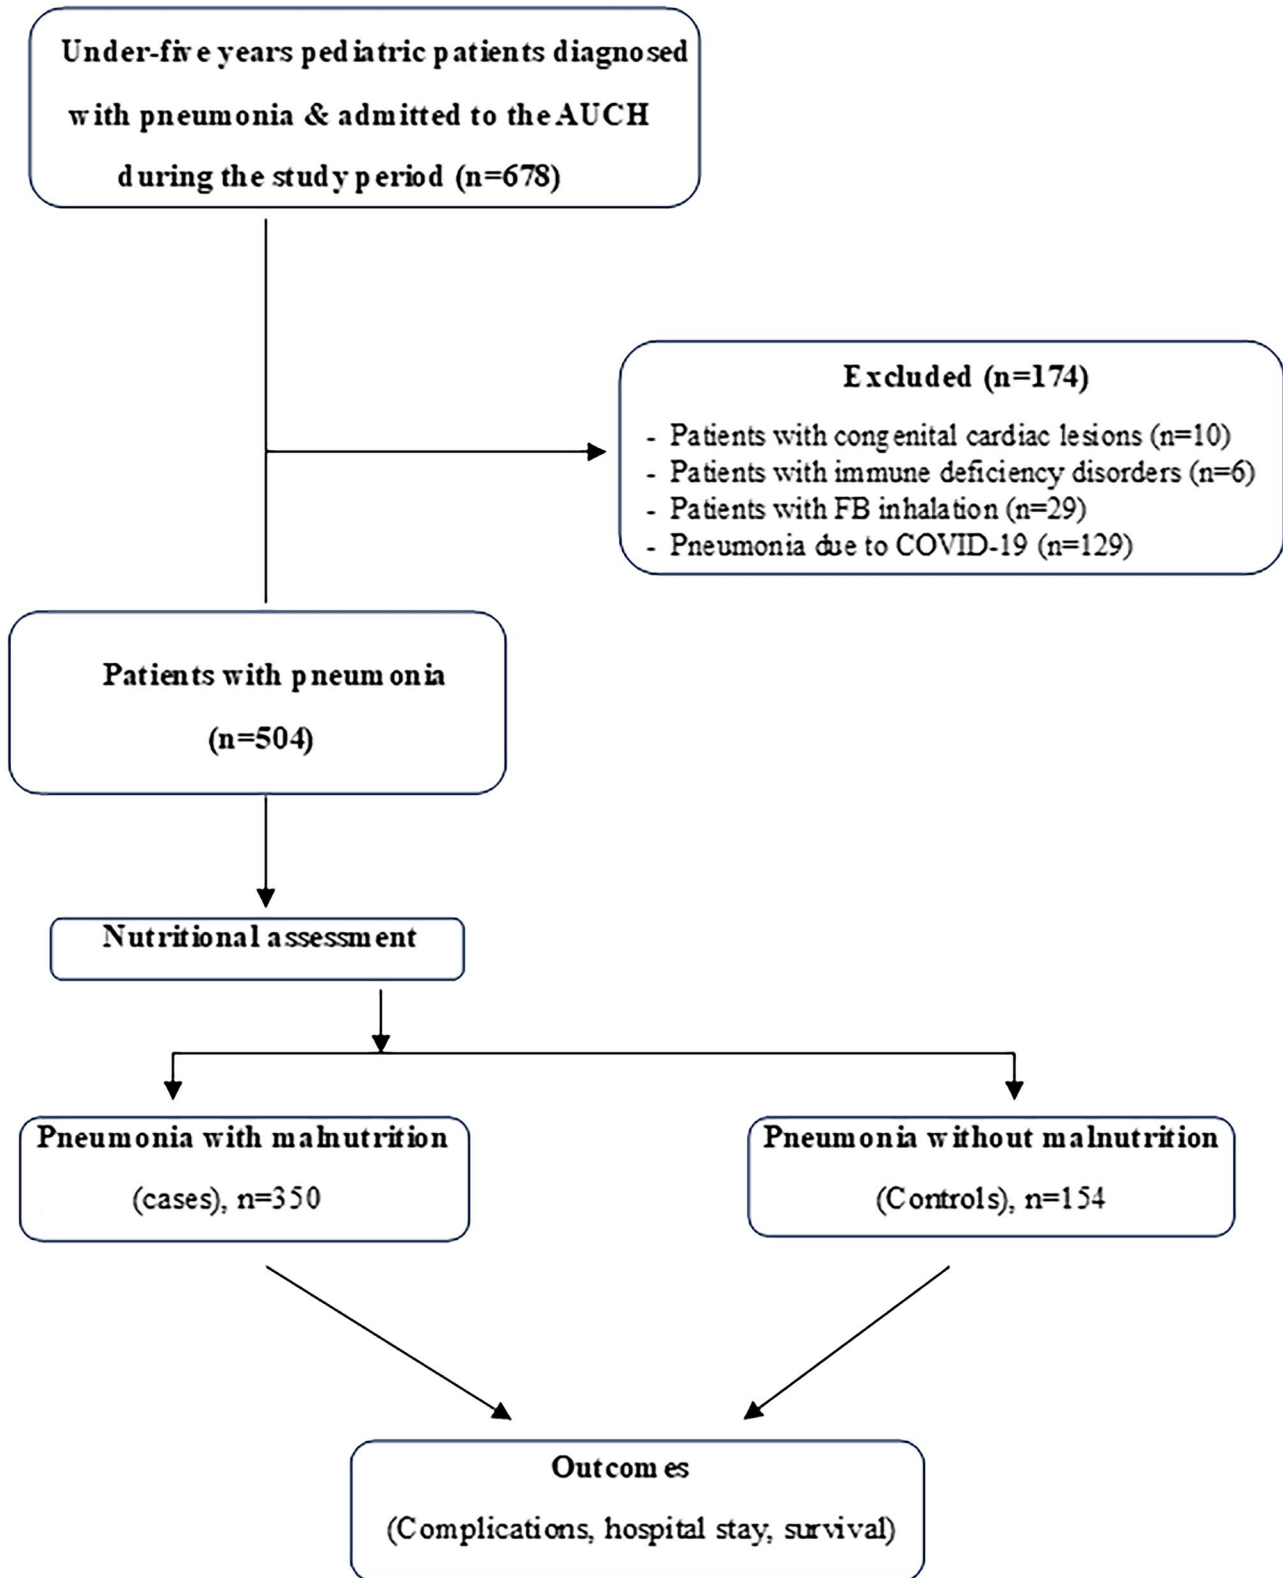 Under-five years pediatric patients diagnosed
with pneumonia & admitted to the AUCH
during the study period (n=678)
Excluded (n=174)
- Patients with congenital cardiac lesions (n=10)
- Patients with immune deficiency disorders (n=6)
- Patients with FB inhalation (n=29)
- Pneumonia due to COVID-19 (n=129)
Patients with pneumonia
(n=504)
Nutritional assessment
Pneumonia with malnutrition
(cases), n=350
Pneumonia without malnutrition
(Controls), n=154
Outcomes
(Complications, hospital stay, survival)